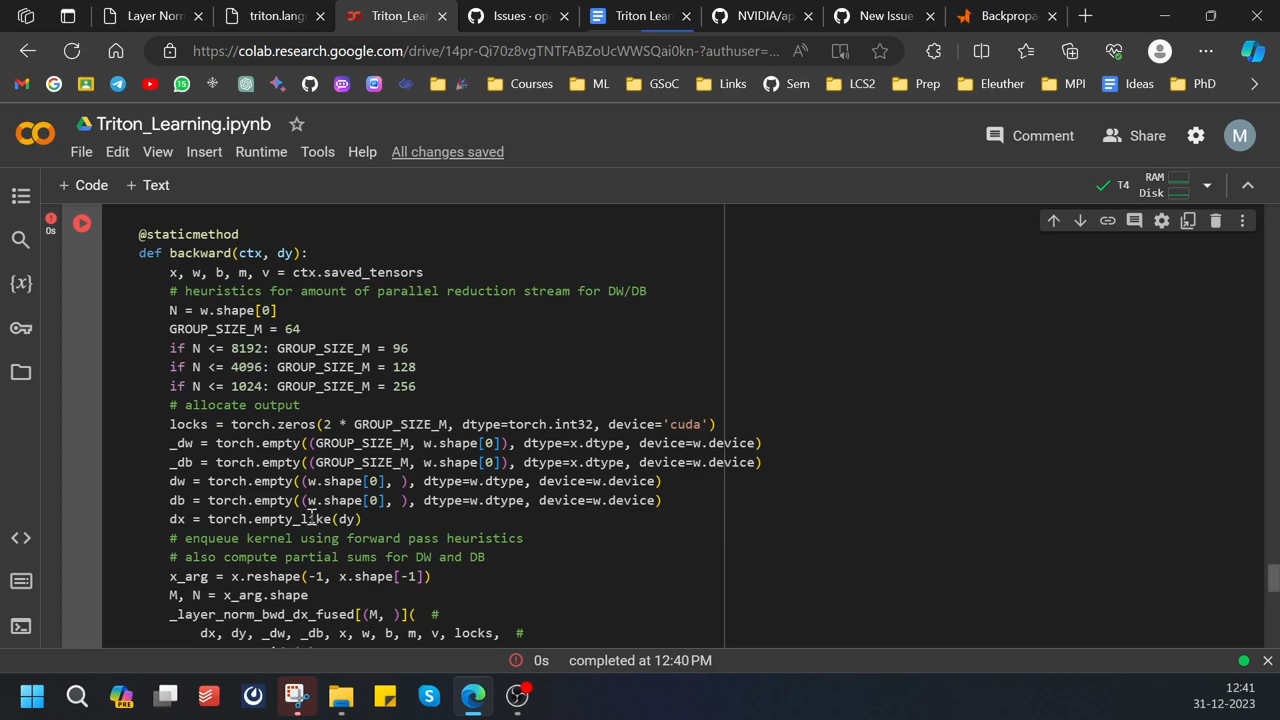 Layer Norm
triton.lang
Triton_Learning
Issues · op
Triton Lear
NVIDIA/ap
New Issue
Backpropa
https://colab.research.google.com/drive/14pr-Qi70z8vgTNTFABZoUcWWSQai0kn-?authuser=...
Courses
ML
GSoC
Links
Sem
LCS2
Prep
Eleuther
MPI
Ideas
PhD
Triton_Learning.ipynb
Comment
Share
M
File Edit View Insert Runtime Tools Help All changes saved
+ Code + Text
T4
RAM
Disk
0s
@staticmethod
def backward(ctx, dy):
x, w, b, m, v = ctx.saved_tensors
# heuristics for amount of parallel reduction stream for DW/DB
N = w.shape[0]
GROUP_SIZE_M = 64
if N <= 8192: GROUP_SIZE_M = 96
if N <= 4096: GROUP_SIZE_M = 128
if N <= 1024: GROUP_SIZE_M = 256
# allocate output
locks = torch.zeros(2 * GROUP_SIZE_M, dtype=torch.int32, device='cuda')
_dw = torch.empty((GROUP_SIZE_M, w.shape[0]), dtype=x.dtype, device=w.device)
_db = torch.empty((GROUP_SIZE_M, w.shape[0]), dtype=x.dtype, device=w.device)
dw = torch.empty((w.shape[0], ), dtype=w.dtype, device=w.device)
db = torch.empty((w.shape[0], ), dtype=w.dtype, device=w.device)
dx = torch.empty_like(dy)
# enqueue kernel using forward pass heuristics
# also compute partial sums for DW and DB
x_arg = x.reshape(-1, x.shape[-1])
M, N = x_arg.shape
_layer_norm_bwd_dx_fused[(M, )]( #
dx, dy, _dw, _db, x, w, b, m, v, locks, #
0s completed at 12:40 PM
12:41
31-12-2023